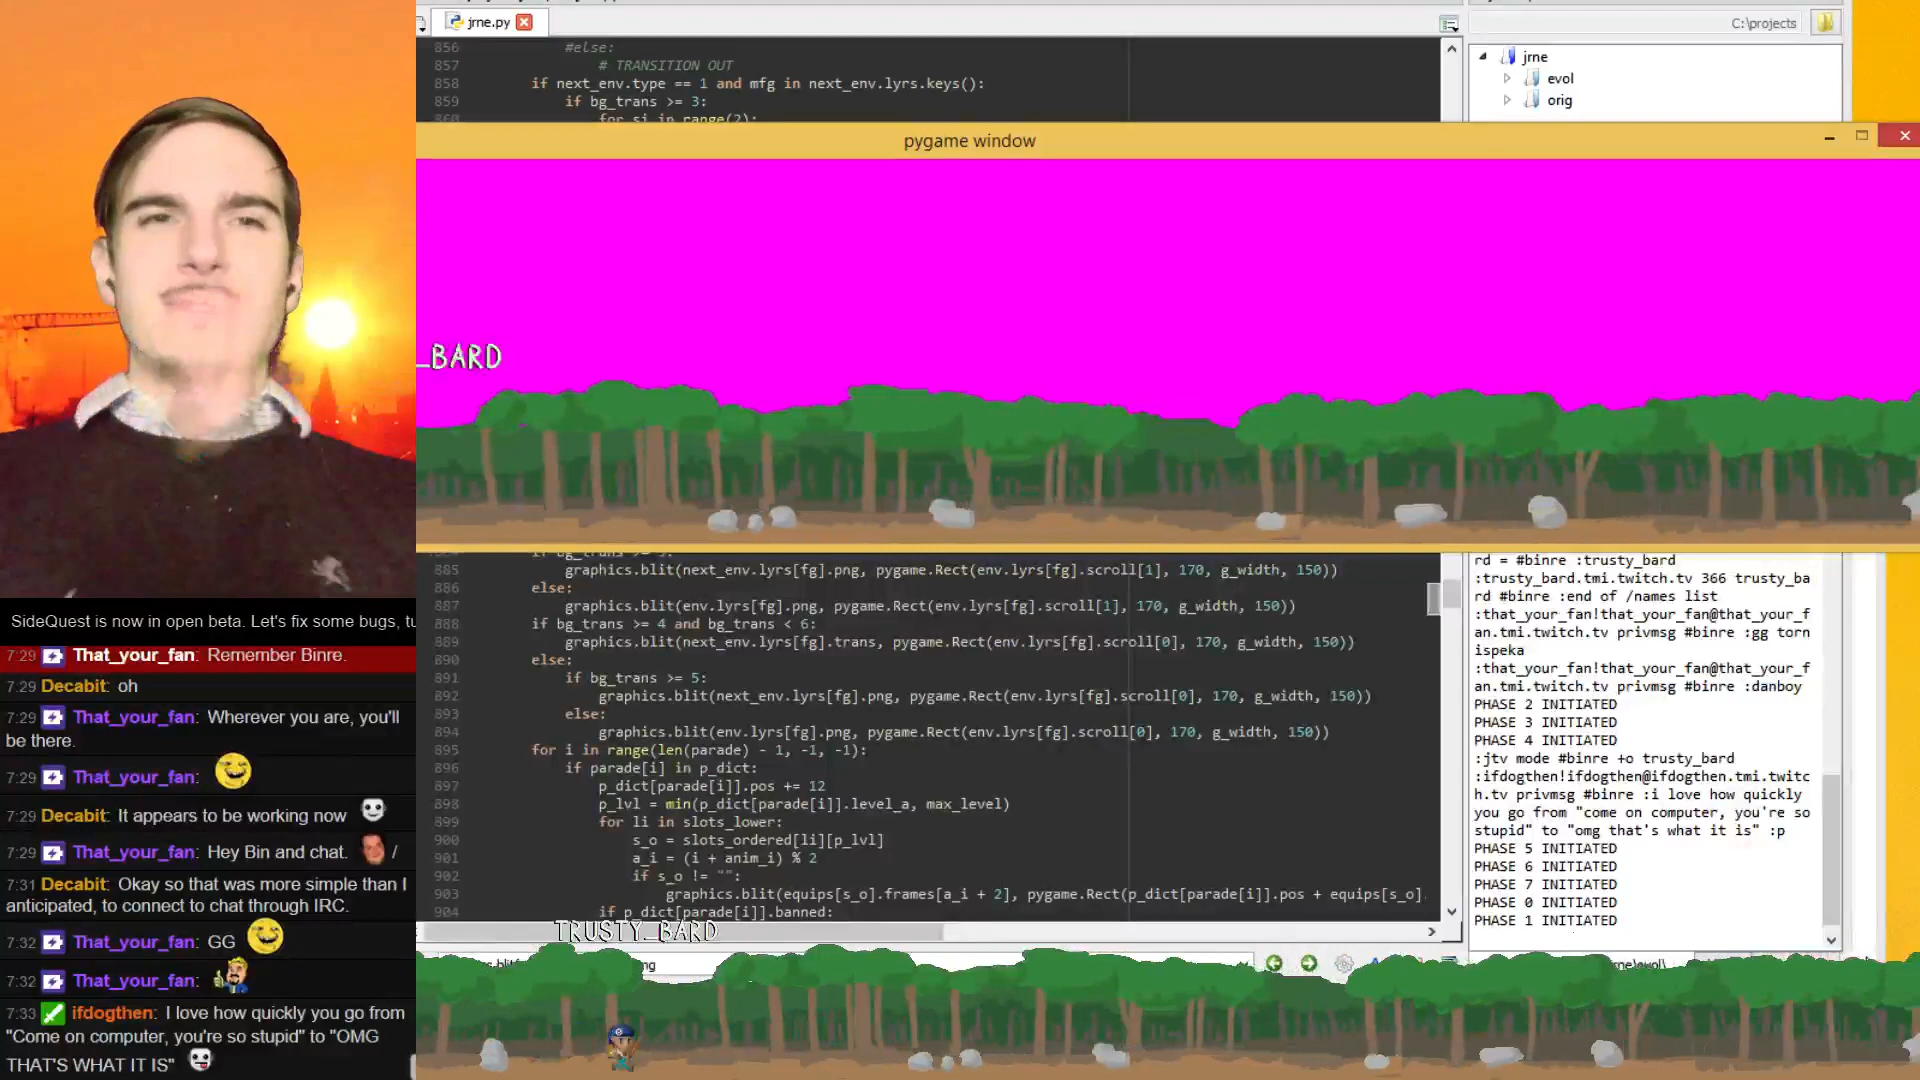 jrne.py
C:\projects
856 #else:
857 # TRANSITION OUT
858 if next_env.type == 1 and mfg in next_env.lyrs.keys():
859 if bg_trans >= 3:
860 for si in range(2):
jrne
evol
orig
pygame window
_BARD
885 graphics.blit(next_env.lyrs[fg].png, pygame.Rect(env.lyrs[fg].scroll[1], 170, g_width, 150))
886 else:
887 graphics.blit(env.lyrs[fg].png, pygame.Rect(env.lyrs[fg].scroll[1], 170, g_width, 150))
888 if bg_trans >= 4 and bg_trans < 6:
889 graphics.blit(env.lyrs[fg].trans, pygame.Rect(env.lyrs[fg].scroll[0], 170, g_width, 150))
890 else:
891 if bg_trans >= 5:
892 graphics.blit(next_env.lyrs[fg].png, pygame.Rect(env.lyrs[fg].scroll[0], 170, g_width, 150))
893 else:
894 graphics.blit(env.lyrs[fg].png, pygame.Rect(env.lyrs[fg].scroll[0], 170, g_width, 150))
895 for i in range(len(parade) - 1, -1, -1):
896 if parade[i] in p_dict:
897 p_dict[parade[i]].pos += 12
898 p_lvl = min(p_dict[parade[i]].level_a, max_level)
899 for li in slots_lower:
900 s_o = slots_ordered[li][p_lvl]
901 a_i = (i + anim_i) % 2
902 if s_o != "":
903 graphics.blit(equips[s_o].frames[a_i + 2], pygame.Rect(p_dict[parade[i]].pos + equips[s_o].
904 if p_dict[parade[i]].banned:
rd = #binre :trusty_bard
:trusty_bard.tmi.twitch.tv 366 trusty_ba
rd #binre :end of /names list
:that_your_fan!that_your_fan@that_your_f
an.tmi.twitch.tv privmsg #binre :gg torn
ispeka
:that_your_fan!that_your_fan@that_your_f
an.tmi.twitch.tv privmsg #binre :danboy
PHASE 2 INITIATED
PHASE 3 INITIATED
PHASE 4 INITIATED
:jtv mode #binre +o trusty_bard
:ifdogthen!ifdogthen@ifdogthen.tmi.twitc
h.tv privmsg #binre :i love how quickly
you go from "come on computer, you're so
stupid" to "omg that's what it is" :p
PHASE 5 INITIATED
PHASE 6 INITIATED
PHASE 7 INITIATED
PHASE 0 INITIATED
PHASE 1 INITIATED
TRUSTY_BARD
SideQuest is now in open beta. Let's fix some bugs, tu
7:29 That_your_fan: Remember Binre.
7:29 Decabit: oh
7:29 That_your_fan: Wherever you are, you'll
be there.
7:29 That_your_fan:
7:29 Decabit: It appears to be working now
7:29 That_your_fan: Hey Bin and chat. /
7:31 Decabit: Okay so that was more simple than I
anticipated, to connect to chat through IRC.
7:32 That_your_fan: GG
7:32 That_your_fan:
7:33 ifdogthen: I love how quickly you go from
"Come on computer, you're so stupid" to "OMG
THAT'S WHAT IT IS"